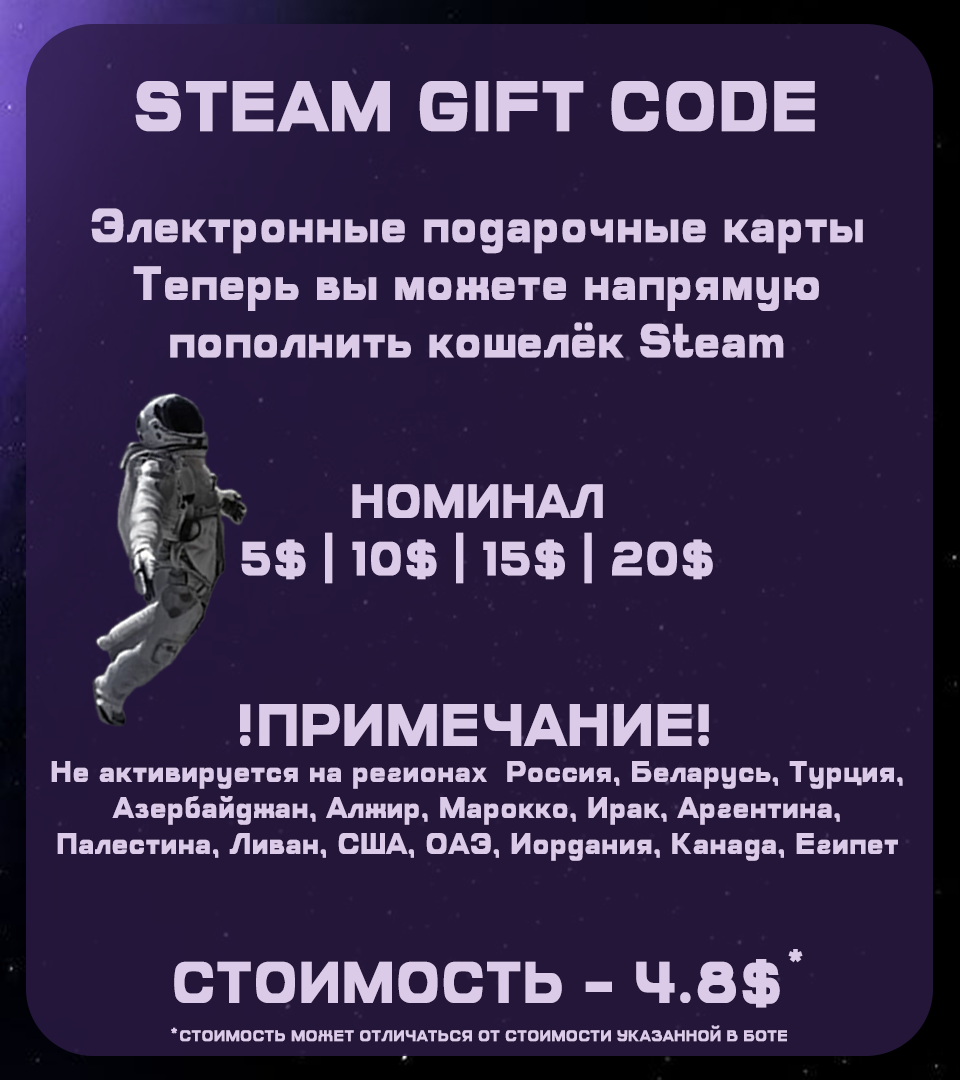 STEAM GIFT CODE
Электронные подарочные карты
Теперь вы можете напрямую
пополнить кошелёк Steam
НОМИНАЛ
5$ | 10$ | 15$ | 20$
!ПРИМЕЧАНИЕ!
Не активируется на регионах Россия, Беларусь, Турция,
Азербайджан, Алжир, Марокко, Ирак, Аргентина,
Палестина, Ливан, США, ОАЭ, Иордания, Канада, Египет
СТОИМОСТЬ - 4.8$*
*СТОИМОСТЬ МОЖЕТ ОТЛИЧАТЬСЯ ОТ СТОИМОСТИ УКАЗАННОЙ В БОТЕ